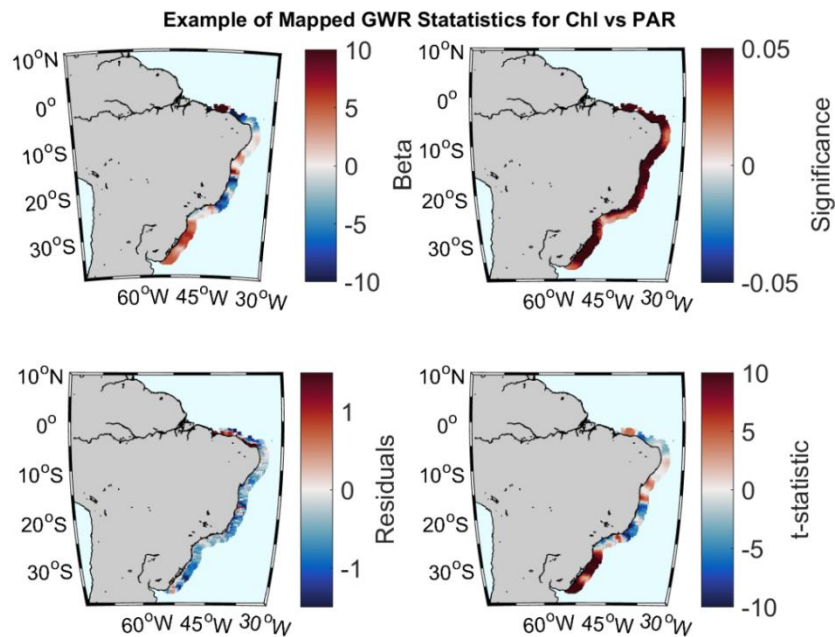 Example of Mapped GWR Statatistics for Chl vs PAR
10°N
0°
10°S
20°S
30°S
60°W 45°W 30°W
10
5
0
-5
-10
Beta
10°N
0°
10°S
20°S
30°S
60°W 45°W 30°W
0.05
0
-0.05
Significance
10°N
0°
10°S
20°S
30°S
60°W 45°W 30°W
1
0
-1
Residuals
10°N
0°
10°S
20°S
30°S
60°W 45°W 30°W
10
5
0
-5
-10
t-statistic